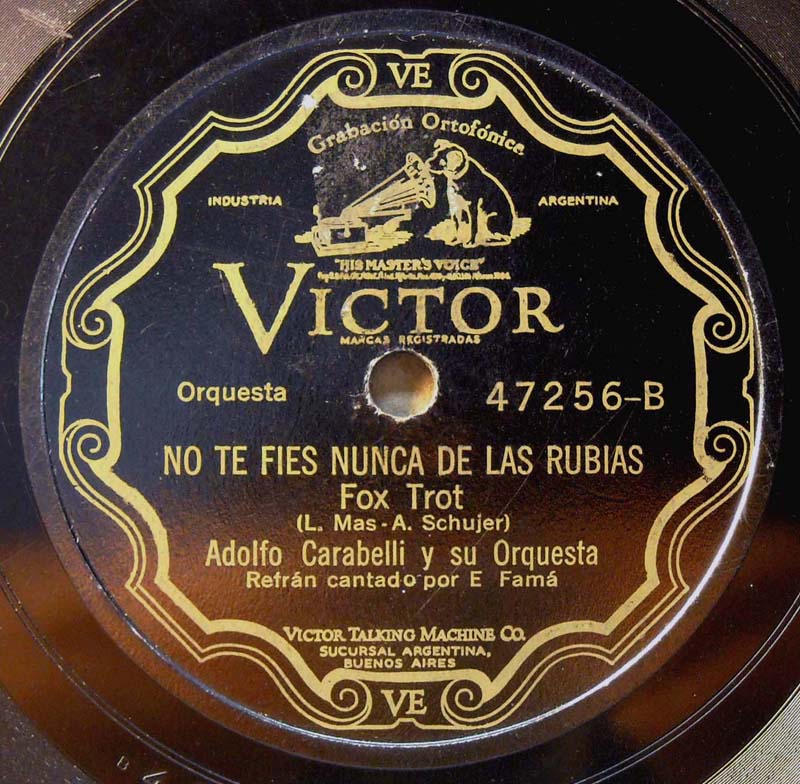 VE
Grabación Ortofónica
INDUSTRIA ARGENTINA
"HIS MASTER'S VOICE"
VICTOR
MARCAS REGISTRADAS
Orquesta 47256-B
NO TE FIES NUNCA DE LAS RUBIAS
Fox Trot
(L. Mas-A. Schujer)
Adolfo Carabelli y su Orquesta
Refrán cantado por E Famá
VICTOR TALKING MACHINE CO.
SUCURSAL ARGENTINA,
BUENOS AIRES
VE